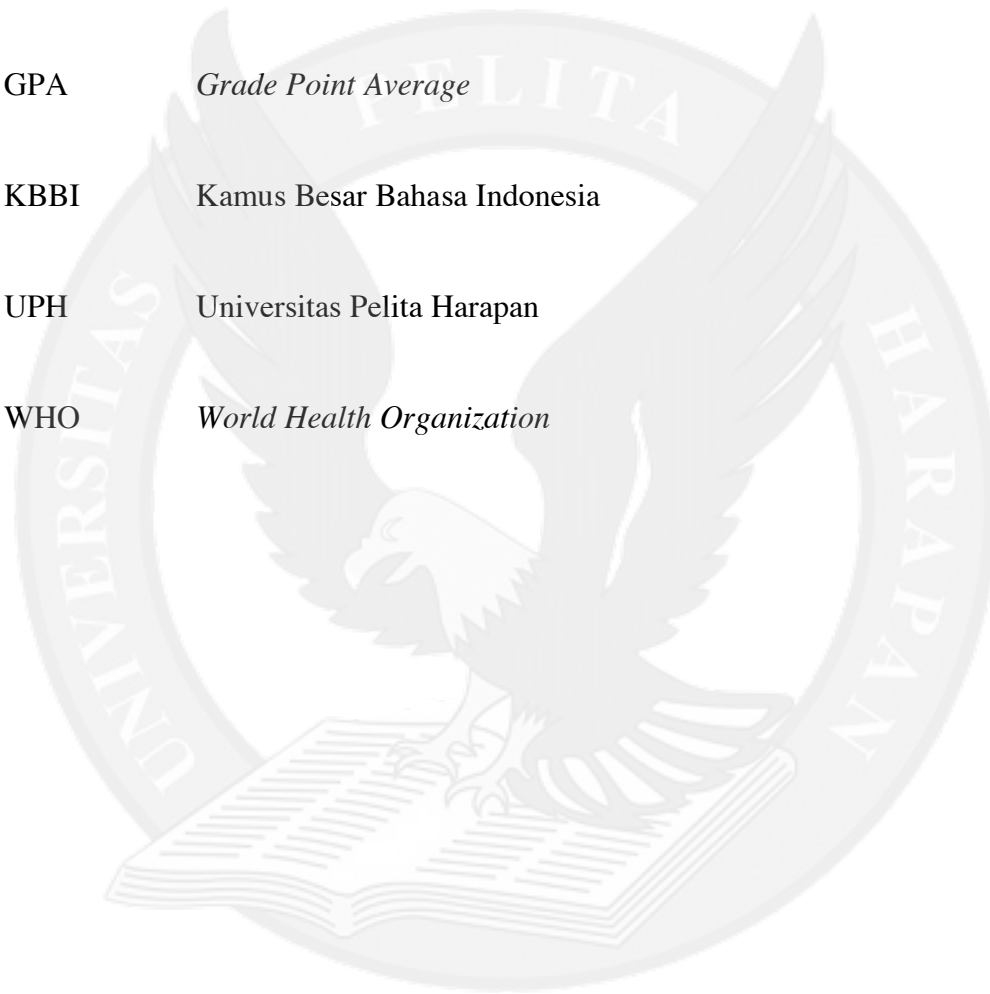 GPA Grade Point Average
KBBI Kamus Besar Bahasa Indonesia
UPH Universitas Pelita Harapan
WHO World Health Organization
UNIVERSITAS PELITA HARAPAN